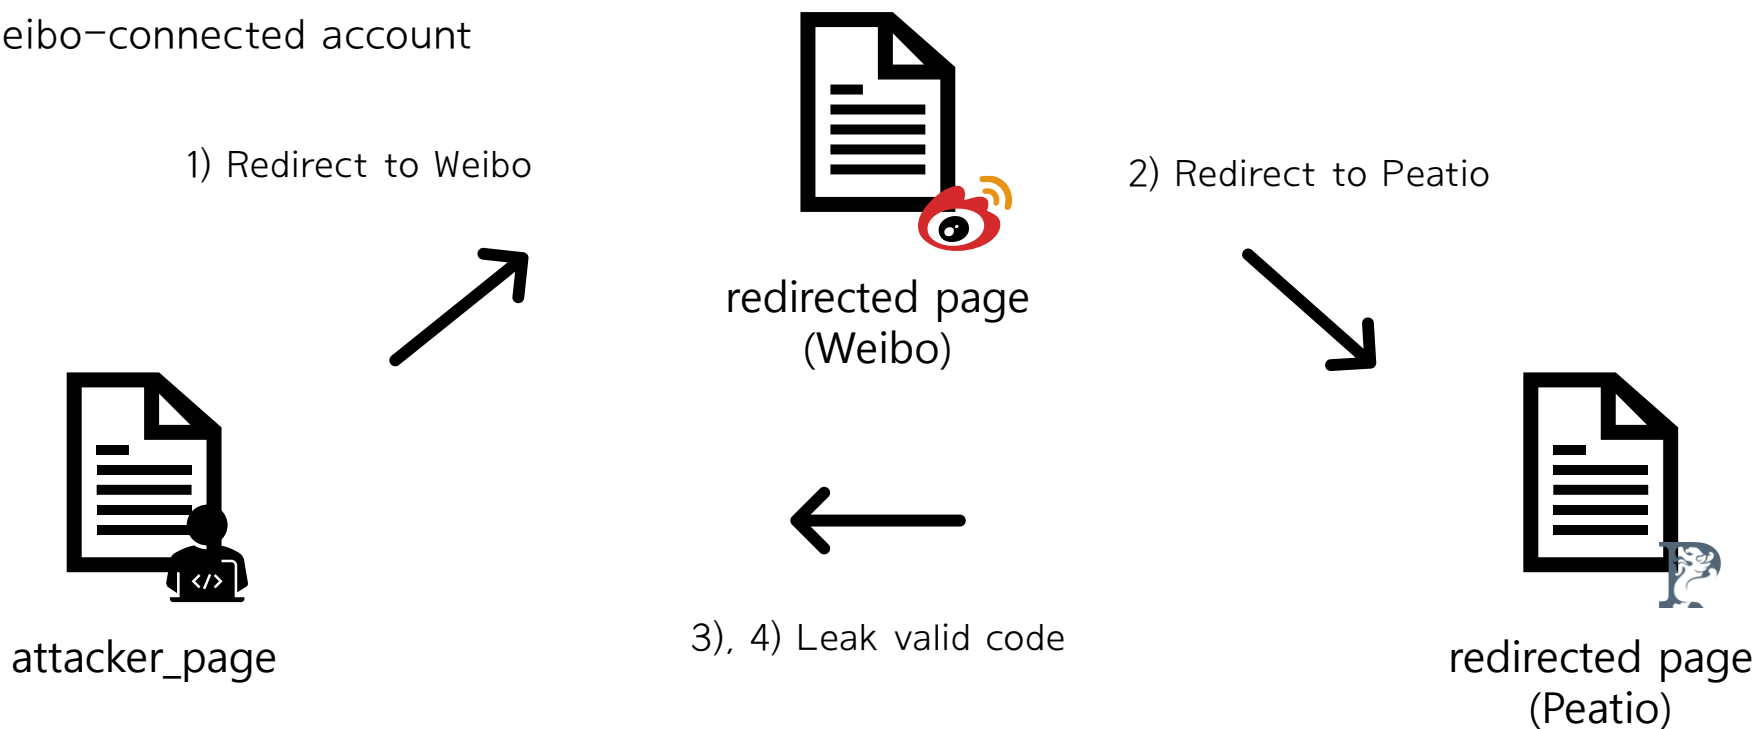 eibo-connected account
1) Redirect to Weibo
2) Redirect to Peatio
redirected page
(Weibo)
</>
3), 4) Leak valid code
attacker_page
redirected page
(Peatio)